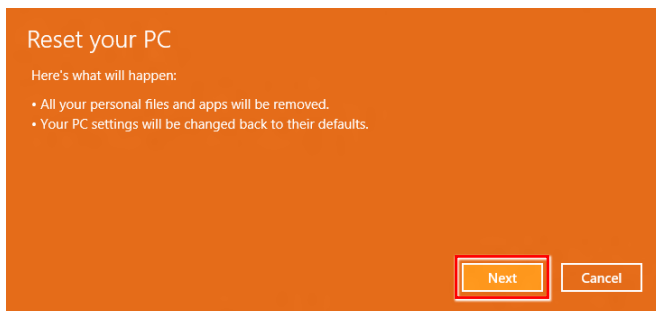 Reset your PC
Here's what will happen:
• All your personal files and apps will be removed.
• Your PC settings will be changed back to their defaults.
Next Cancel